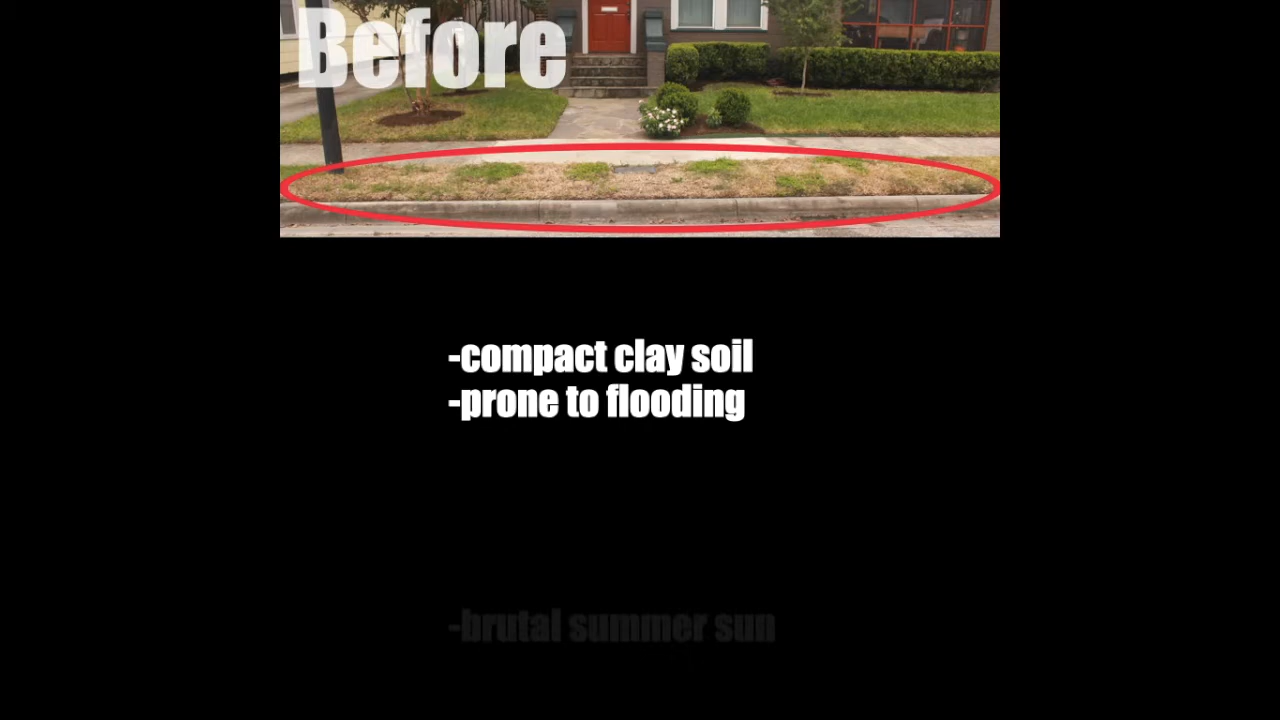 Before
-compact clay soil
-prone to flooding
-brutal summer sun